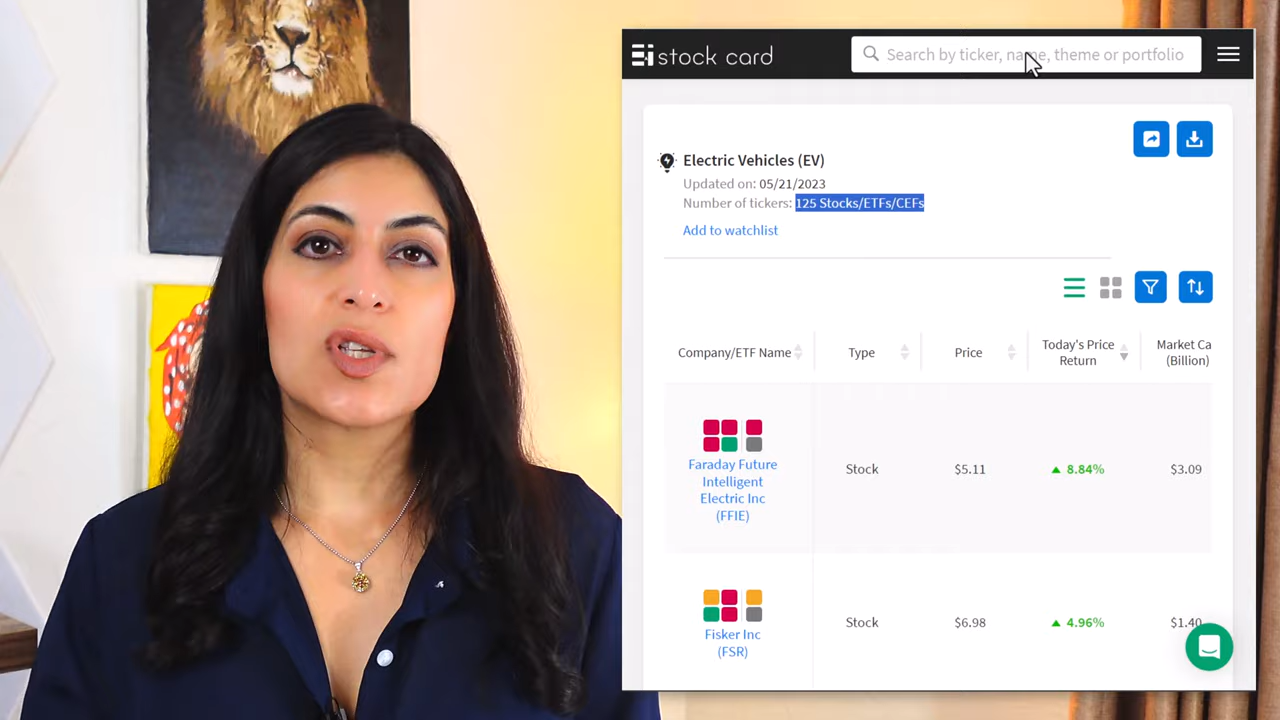 stock card
Search by ticker, name, theme or portfolio
Electric Vehicles (EV)
Updated on: 05/21/2023
Number of tickers: 125 Stocks/ETFs/CEFs
Add to watchlist
Company/ETF Name
Type
Price
Today's Price
Return
Market Ca
(Billion)
Faraday Future
Intelligent
Electric Inc
(FFIE)
Stock
$5.11
8.84%
$3.09
Fisker Inc
(FSR)
Stock
$6.98
4.96%
$1.40